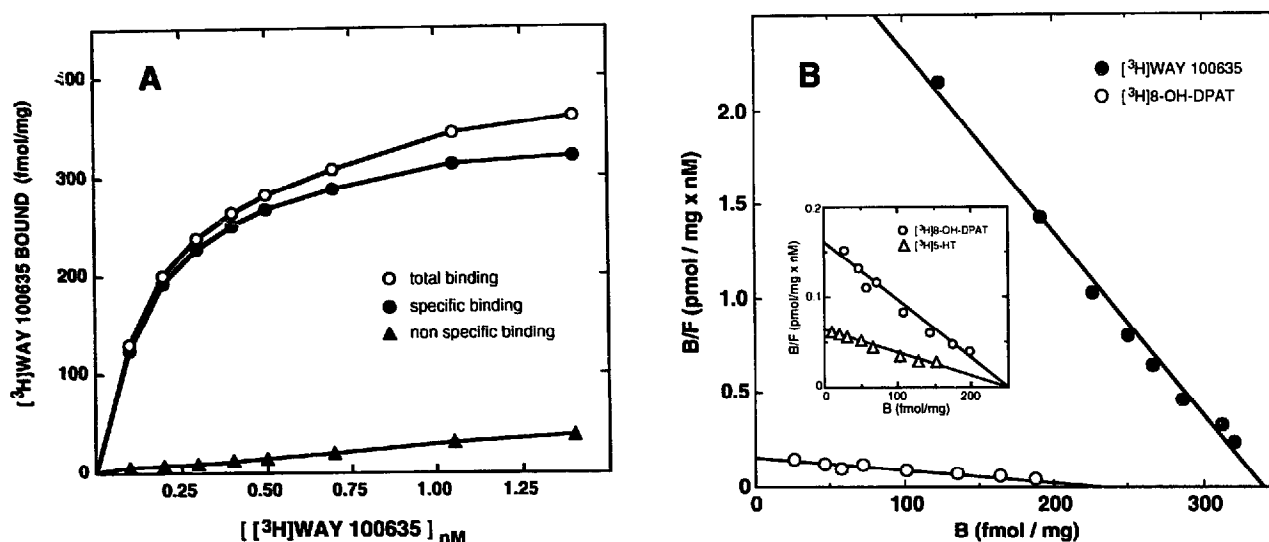 A
[³H]WAY 100635 BOUND (fmol/mg)
300
200
100
0
○ total binding
● specific binding
▲ non specific binding
0.25 0.50 0.75 1.00 1.25
[ [³H]WAY 100635 ] nM
B
● [³H]WAY 100635
○ [³H]8-OH-DPAT
B/F (pmol / mg x nM)
2.0
1.5
1.0
0.5
0
0 100 200 300
B (fmol / mg)
○ [³H]8-OH-DPAT
△ [³H]5-HT
B/F (pmol/mg x nM)
0.2
0.1
0
0 100 200
B (fmol/mg)